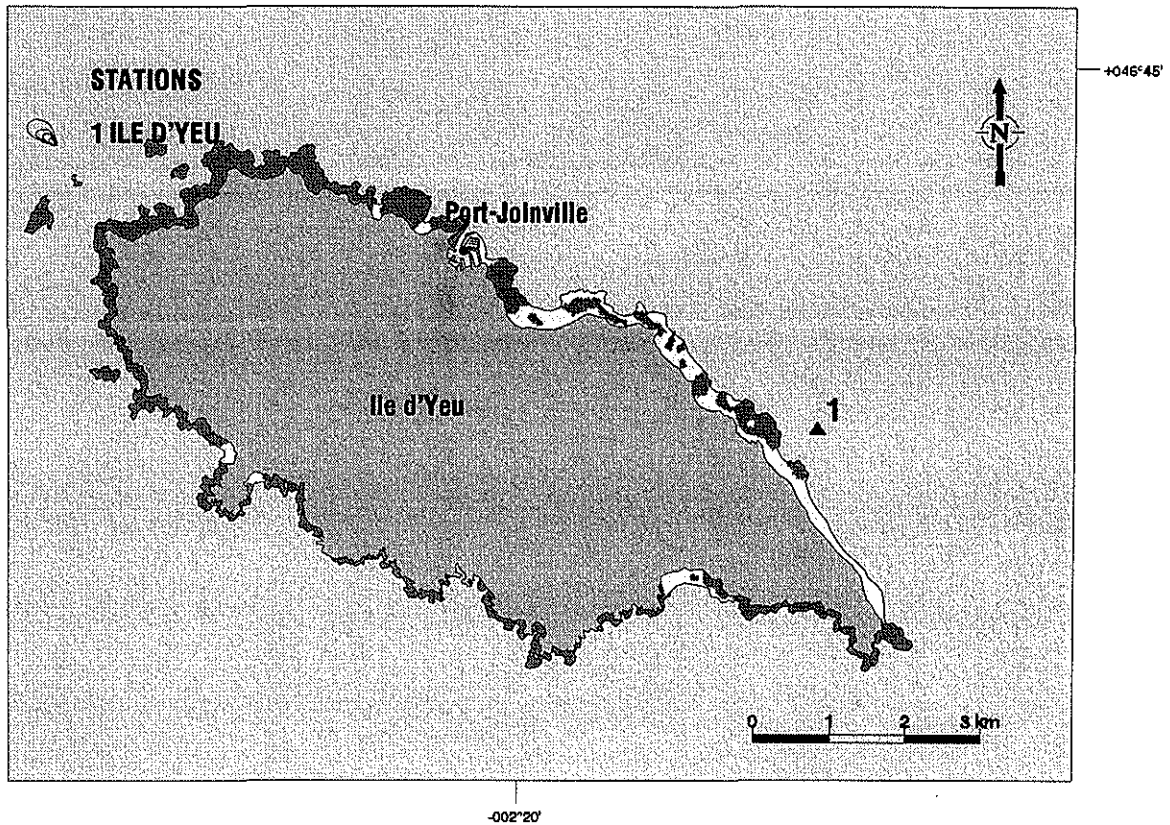 +046°45'
STATIONS
1 ILE D'YEU
N
Port-Joinville
Ile d'Yeu
1
0 1 2 3 km
-002°20'